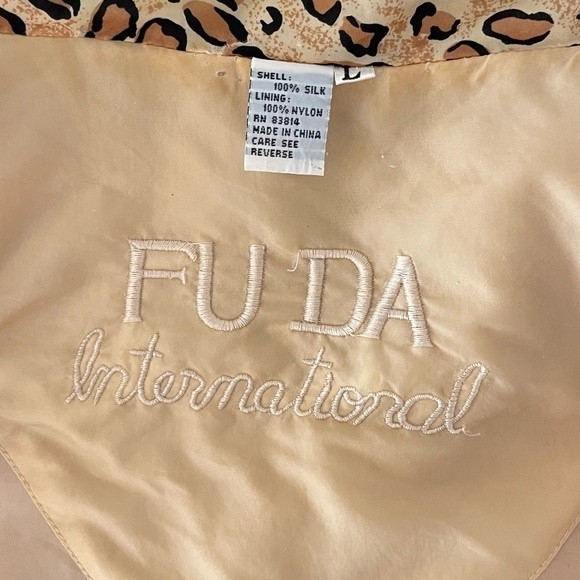 SHELL:
100% SILK
LINING:
100% NYLON
RN 83814
MADE IN CHINA
CARE SEE
REVERSE
L
FU DA
International